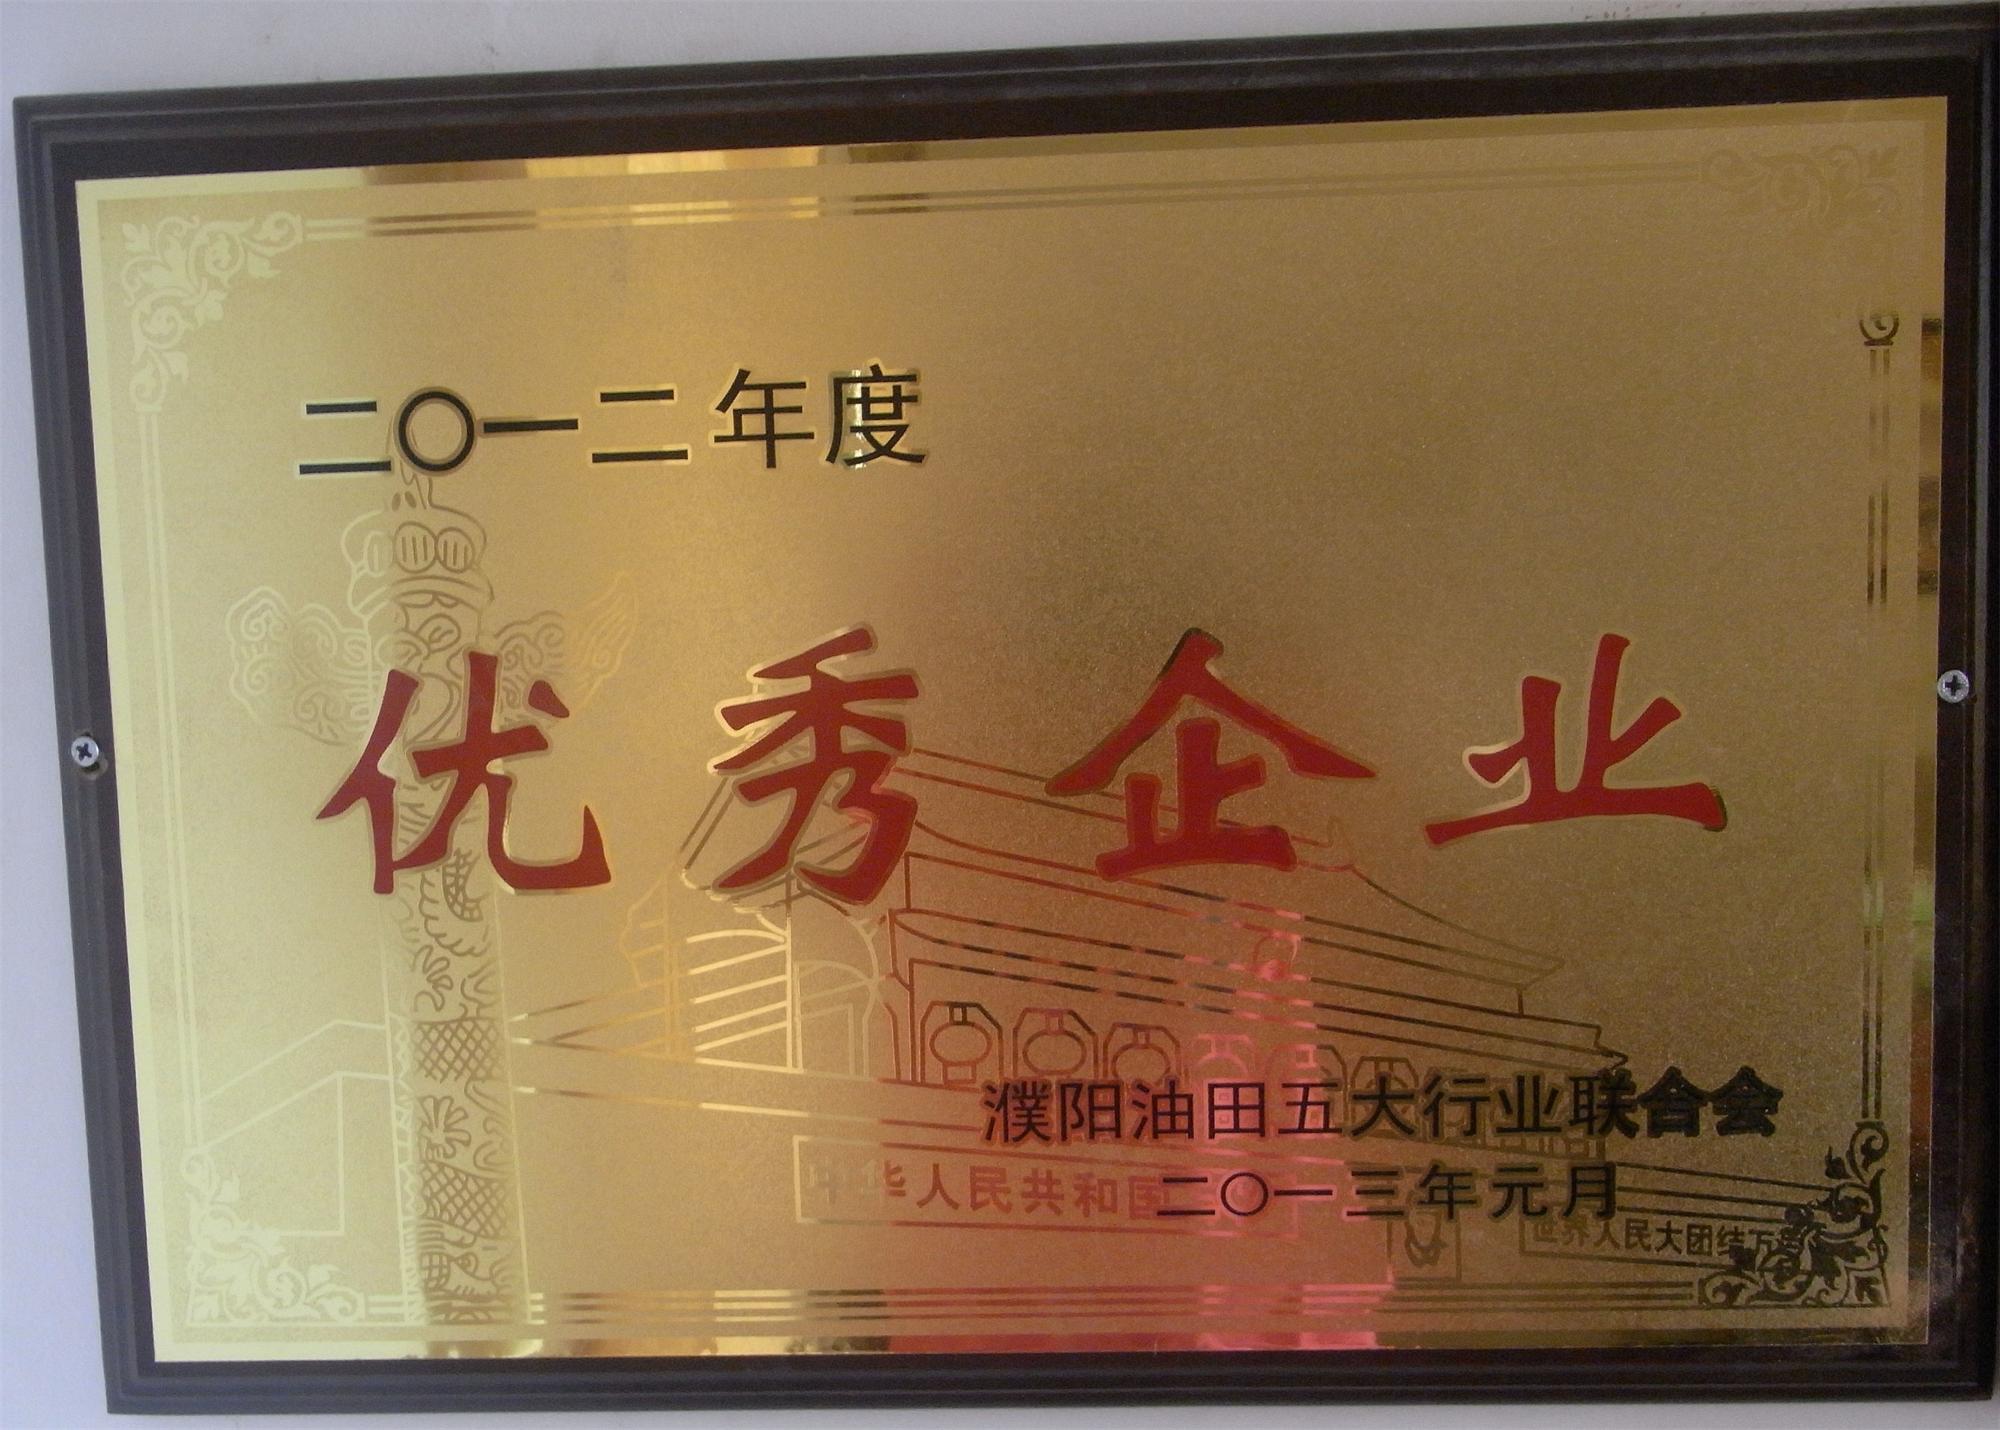 二〇一二年度
优秀企业
濮阳油田五大行业联合会
中华人民共和国
二〇一三年元月
世界人民大团结万